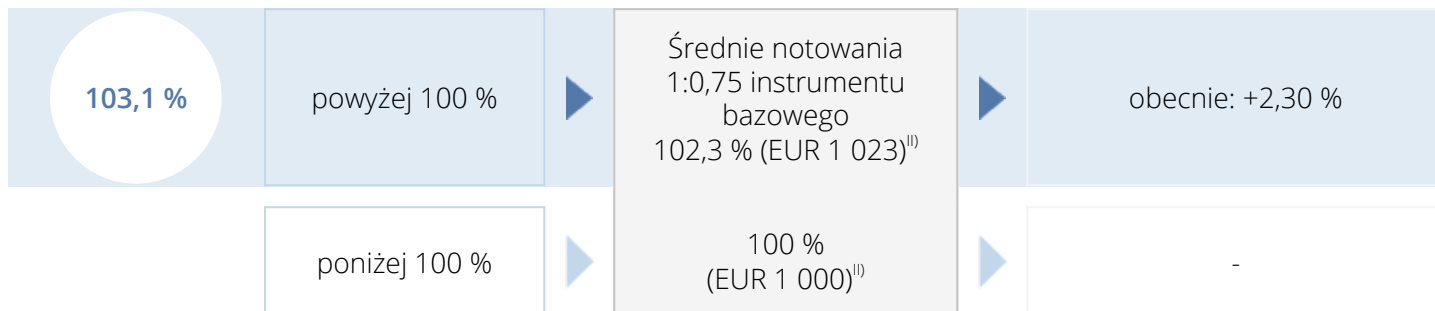 103,1 %
powyżej 100 %
Średnie notowania
1:0,75 instrumentu
bazowego
102,3 % (EUR 1 023)II)
obecnie: +2,30 %
poniżej 100 %
100 %
(EUR 1 000)II)
-